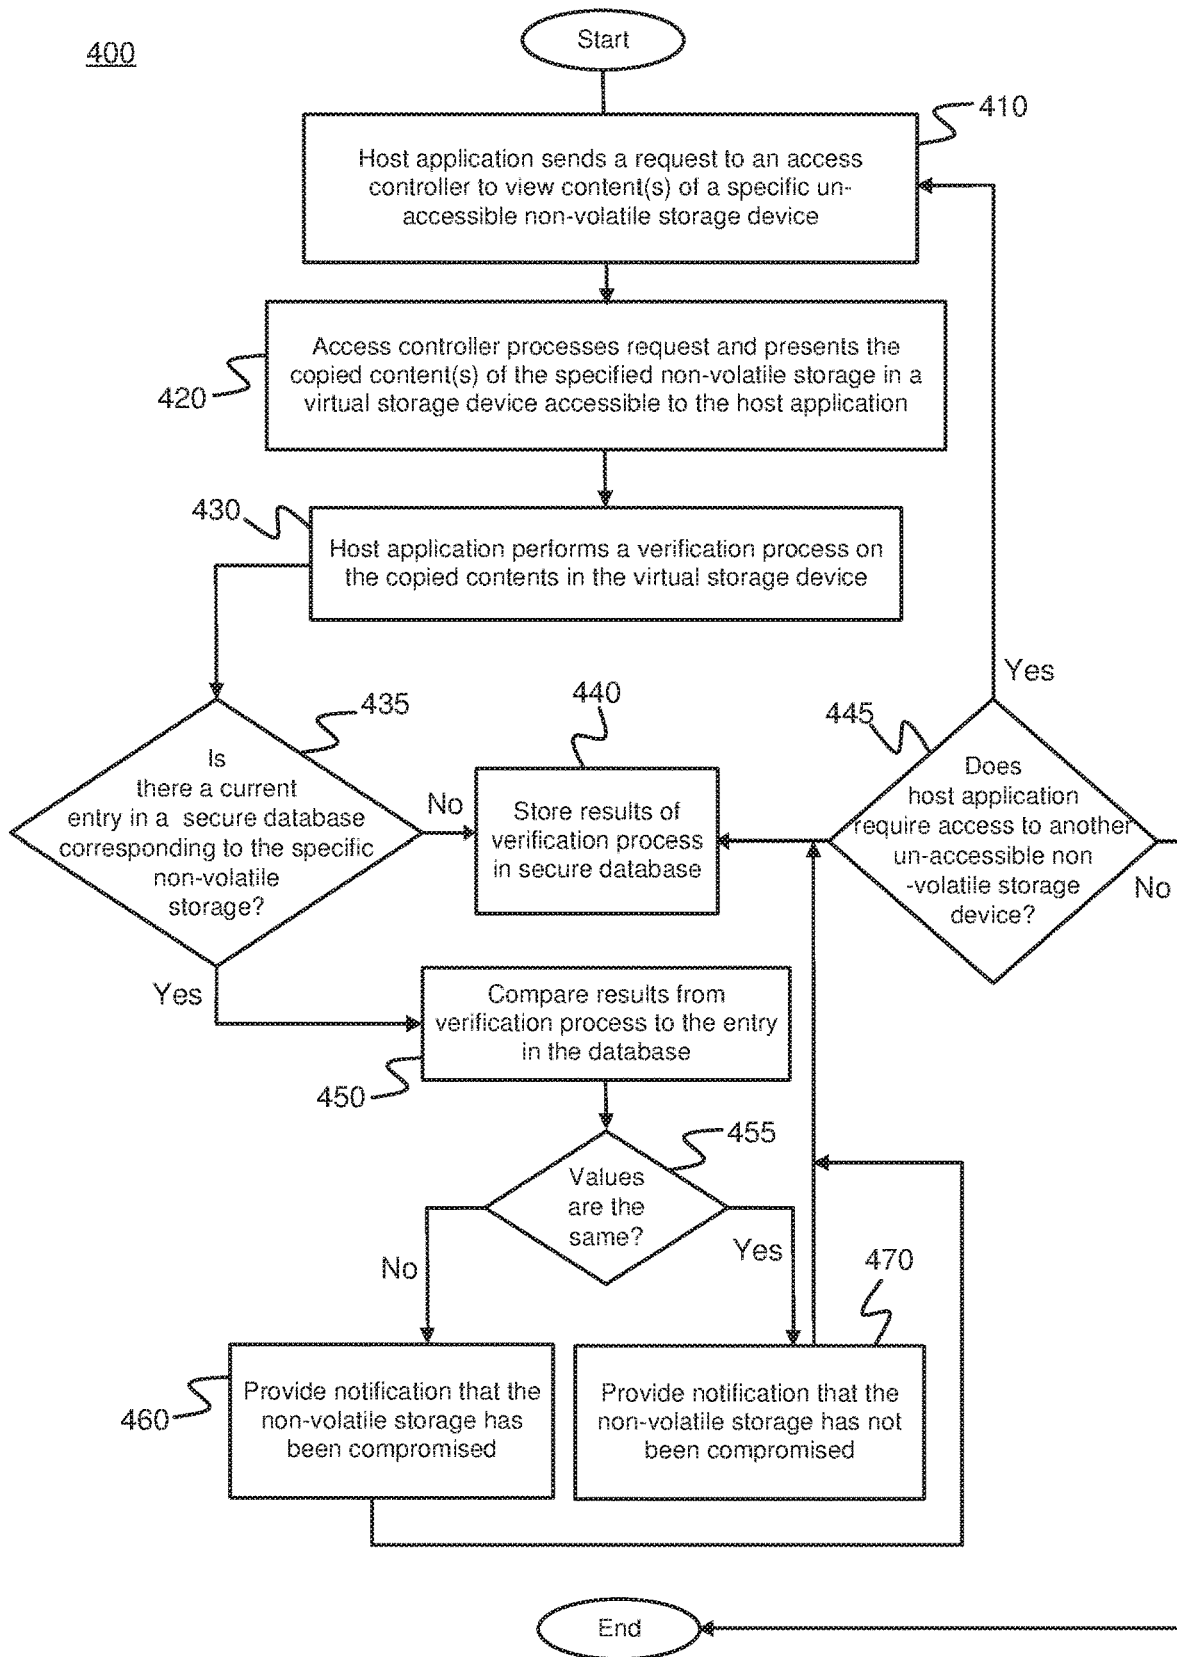 400
Start
410
Host application sends a request to an access
controller to view content(s) of a specific un-
accessible non-volatile storage device
420
Access controller processes request and presents the
copied content(s) of the specified non-volatile storage in a
virtual storage device accessible to the host application
430
Host application performs a verification process on
the copied contents in the virtual storage device
435
Is
there a current
entry in a secure database
corresponding to the specific
non-volatile
storage?
No
Yes
440
Store results of
verification process
in secure database
445
Does
host application
require access to another
un-accessible non
-volatile storage
device?
Yes
No
450
Compare results from
verification process to the entry
in the database
455
Values
are the
same?
No
Yes
460
Provide notification that the
non-volatile storage has
been compromised
470
Provide notification that the
non-volatile storage has not
been compromised
End